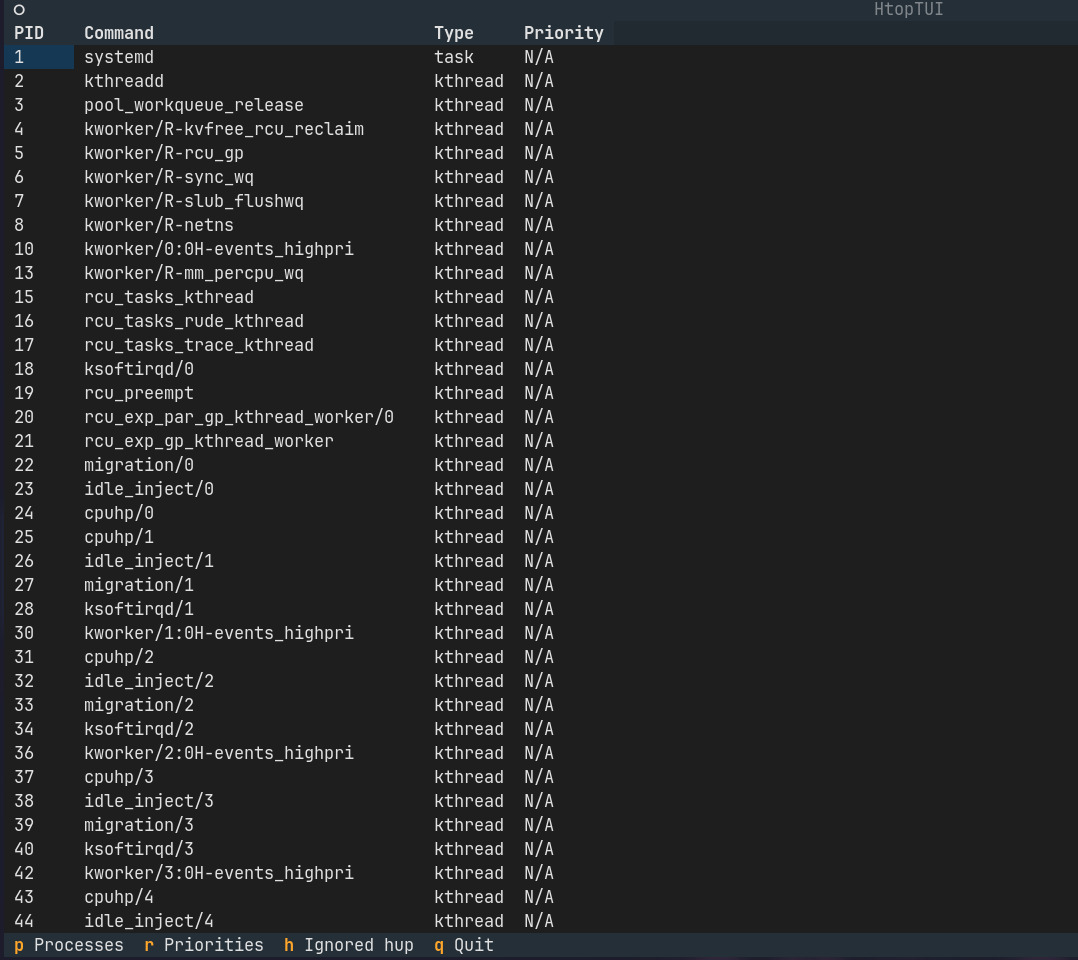 HtopTUI
PID Command Type Priority
1 systemd task N/A
2 kthreadd kthread N/A
3 pool_workqueue_release kthread N/A
4 kworker/R-kvfree_rcu_reclaim kthread N/A
5 kworker/R-rcu_gp kthread N/A
6 kworker/R-sync_wq kthread N/A
7 kworker/R-slub_flushwq kthread N/A
8 kworker/R-netns kthread N/A
10 kworker/0:0H-events_highpri kthread N/A
13 kworker/R-mm_percpu_wq kthread N/A
15 rcu_tasks_kthread kthread N/A
16 rcu_tasks_rude_kthread kthread N/A
17 rcu_tasks_trace_kthread kthread N/A
18 ksoftirqd/0 kthread N/A
19 rcu_preempt kthread N/A
20 rcu_exp_par_gp_kthread_worker/0 kthread N/A
21 rcu_exp_gp_kthread_worker kthread N/A
22 migration/0 kthread N/A
23 idle_inject/0 kthread N/A
24 cpuhp/0 kthread N/A
25 cpuhp/1 kthread N/A
26 idle_inject/1 kthread N/A
27 migration/1 kthread N/A
28 ksoftirqd/1 kthread N/A
30 kworker/1:0H-events_highpri kthread N/A
31 cpuhp/2 kthread N/A
32 idle_inject/2 kthread N/A
33 migration/2 kthread N/A
34 ksoftirqd/2 kthread N/A
36 kworker/2:0H-events_highpri kthread N/A
37 cpuhp/3 kthread N/A
38 idle_inject/3 kthread N/A
39 migration/3 kthread N/A
40 ksoftirqd/3 kthread N/A
42 kworker/3:0H-events_highpri kthread N/A
43 cpuhp/4 kthread N/A
44 idle_inject/4 kthread N/A
p Processes r Priorities h Ignored hup q Quit